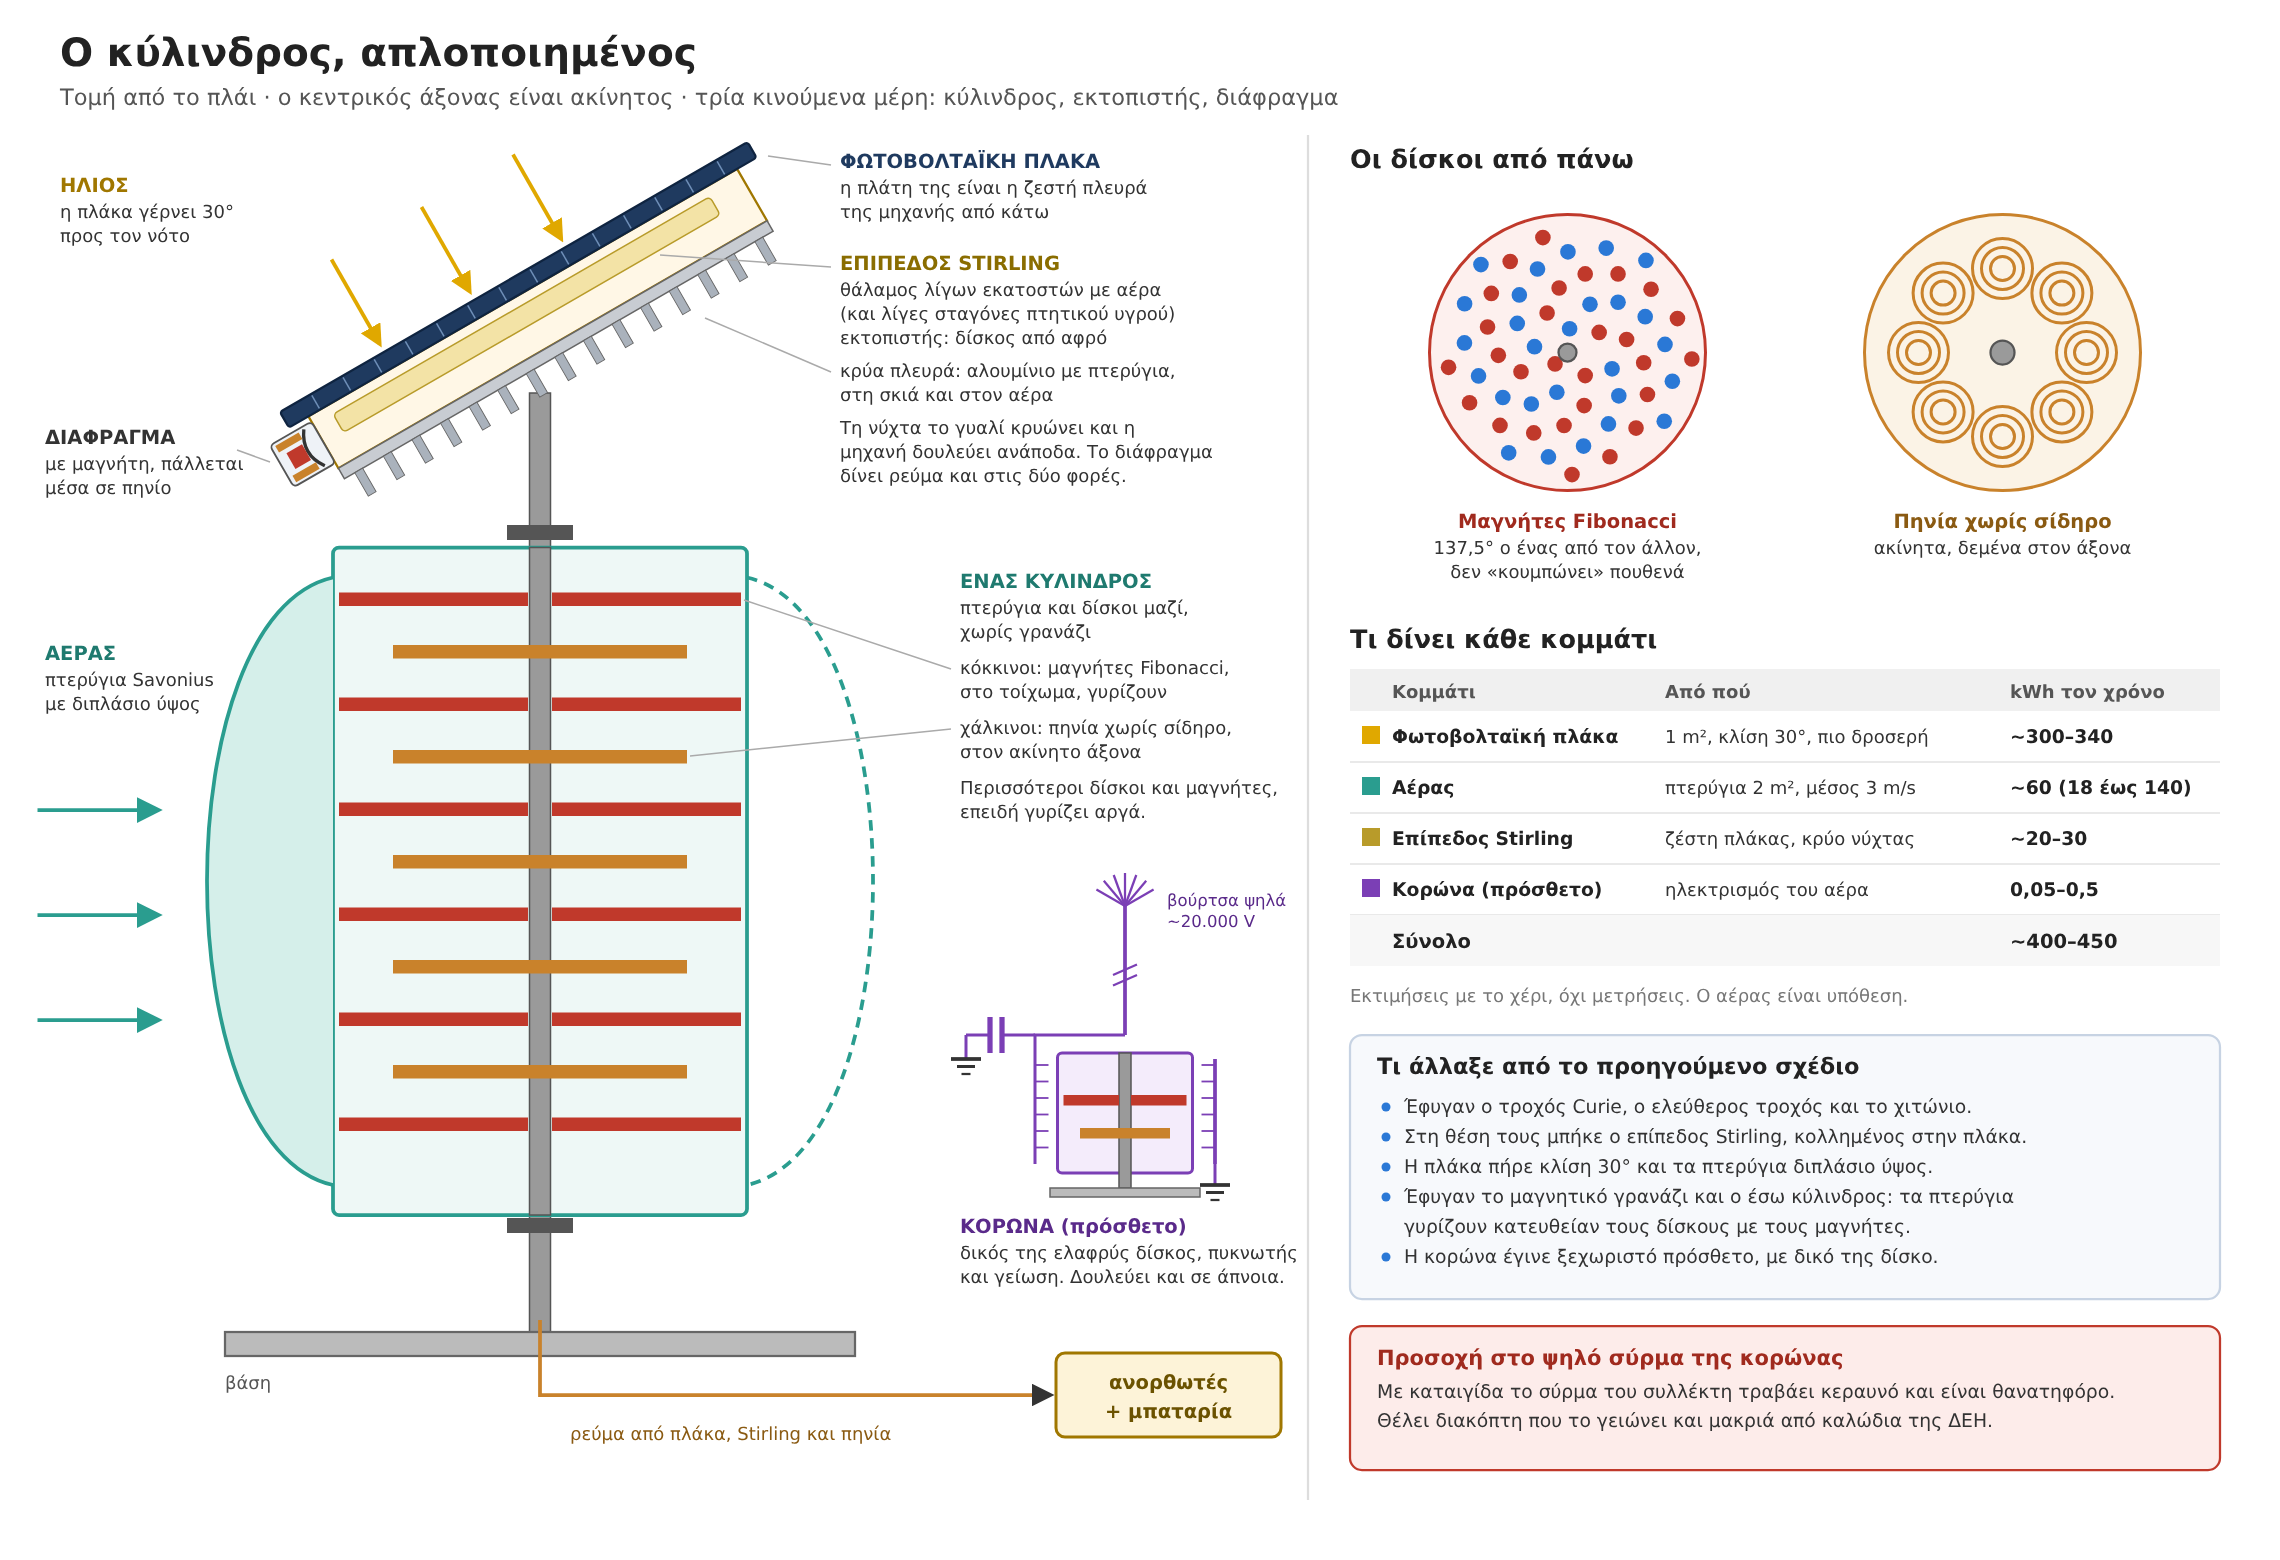 Ο κύλινδρος, απλοποιημένος
Τομή από το πλάι · ο κεντρικός άξονας είναι ακίνητος · τρία κινούμενα μέρη: κύλινδρος, εκτοπιστής, διάφραγμα
ΗΛΙΟΣ
η πλάκα γέρνει 30°
προς τον νότο
ΦΩΤΟΒΟΛΤΑΪΚΗ ΠΛΑΚΑ
η πλάτη της είναι η ζεστή πλευρά
της μηχανής από κάτω
ΕΠΙΠΕΔΟΣ STIRLING
θάλαμος λίγων εκατοστών με αέρα
(και λίγες σταγόνες πτητικού υγρού)
εκτοπιστής: δίσκος από αφρό
κρύα πλευρά: αλουμίνιο με πτερύγια,
στη σκιά και στον αέρα
Τη νύχτα το γυαλί κρυώνει και η
μηχανή δουλεύει ανάποδα. Το διάφραγμα
δίνει ρεύμα και στις δύο φορές.
ΔΙΑΦΡΑΓΜΑ
με μαγνήτη, πάλλεται
μέσα σε πηνίο
ΑΕΡΑΣ
πτερύγια Savonius
με διπλάσιο ύψος
ΕΝΑΣ ΚΥΛΙΝΔΡΟΣ
πτερύγια και δίσκοι μαζί,
χωρίς γρανάζι
κόκκινοι: μαγνήτες Fibonacci,
στο τοίχωμα, γυρίζουν
χάλκινοι: πηνία χωρίς σίδηρο,
στον ακίνητο άξονα
Περισσότεροι δίσκοι και μαγνήτες,
επειδή γυρίζει αργά.
βούρτσα ψηλά
~20.000 V
ΚΟΡΩΝΑ (πρόσθετο)
δικός της ελαφρύς δίσκος, πυκνωτής
και γείωση. Δουλεύει και σε άπνοια.
βάση
ρεύμα από πλάκα, Stirling και πηνία
ανορθωτές
+ μπαταρία
Οι δίσκοι από πάνω
Μαγνήτες Fibonacci
137,5° ο ένας από τον άλλον,
δεν «κουμπώνει» πουθενά
Πηνία χωρίς σίδηρο
ακίνητα, δεμένα στον άξονα
Τι δίνει κάθε κομμάτι
Κομμάτι Από πού kWh τον χρόνο
Φωτοβολταϊκή πλάκα 1 m², κλίση 30°, πιο δροσερή ~300–340
Αέρας πτερύγια 2 m², μέσος 3 m/s ~60 (18 έως 140)
Επίπεδος Stirling ζέστη πλάκας, κρύο νύχτας ~20–30
Κορώνα (πρόσθετο) ηλεκτρισμός του αέρα 0,05–0,5
Σύνολο ~400–450
Εκτιμήσεις με το χέρι, όχι μετρήσεις. Ο αέρας είναι υπόθεση.
Τι άλλαξε από το προηγούμενο σχέδιο
Έφυγαν ο τροχός Curie, ο ελεύθερος τροχός και το χιτώνιο.
Στη θέση τους μπήκε ο επίπεδος Stirling, κολλημένος στην πλάκα.
Η πλάκα πήρε κλίση 30° και τα πτερύγια διπλάσιο ύψος.
Έφυγαν το μαγνητικό γρανάζι και ο έσω κύλινδρος: τα πτερύγια
γυρίζουν κατευθείαν τους δίσκους με τους μαγνήτες.
Η κορώνα έγινε ξεχωριστό πρόσθετο, με δικό της δίσκο.
Προσοχή στο ψηλό σύρμα της κορώνας
Με καταιγίδα το σύρμα του συλλέκτη τραβάει κεραυνό και είναι θανατηφόρο.
Θέλει διακόπτη που το γειώνει και μακριά από καλώδια της ΔΕΗ.